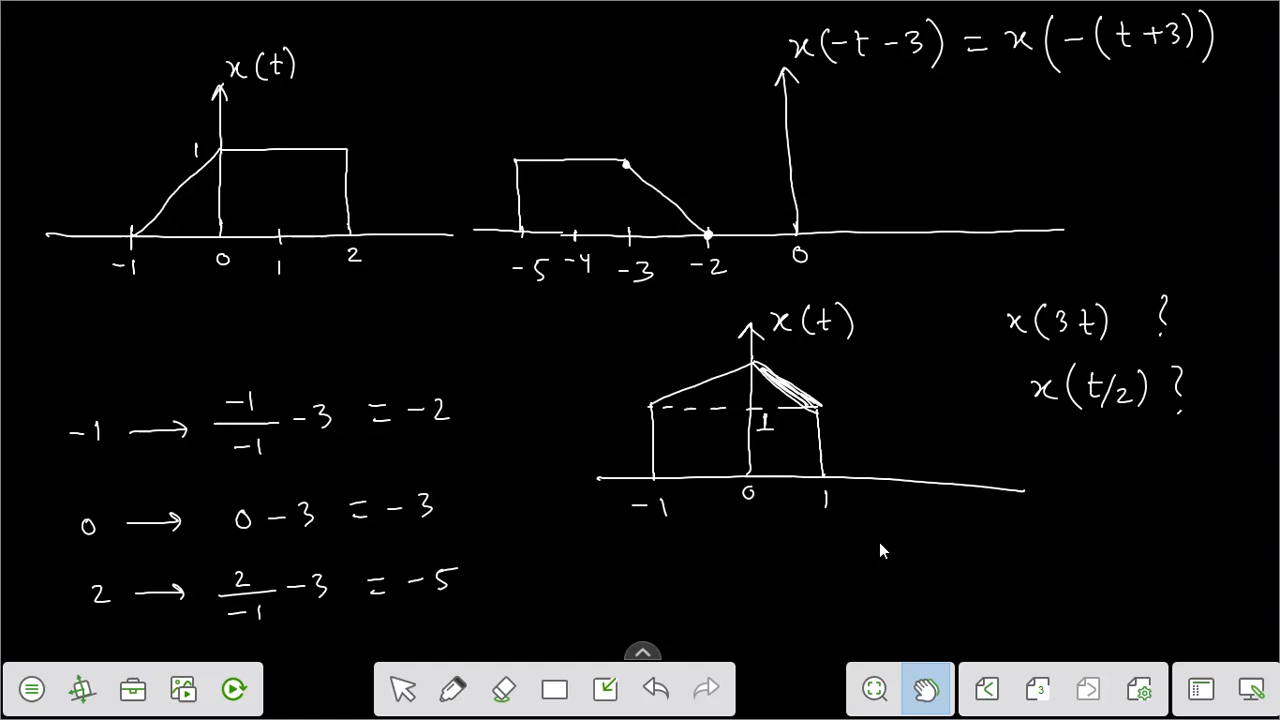 x(t)
x(-t-3) = x(-(t+3))
1
-1 0 1 2
-5 -4 -3 -2 0
x(t)
x(3t) ?
x(t/2) ?
1
-1 0 1
-1 → -1/-1 -3 = -2
0 → 0-3 = -3
2 → 2/-1 -3 = -5
3